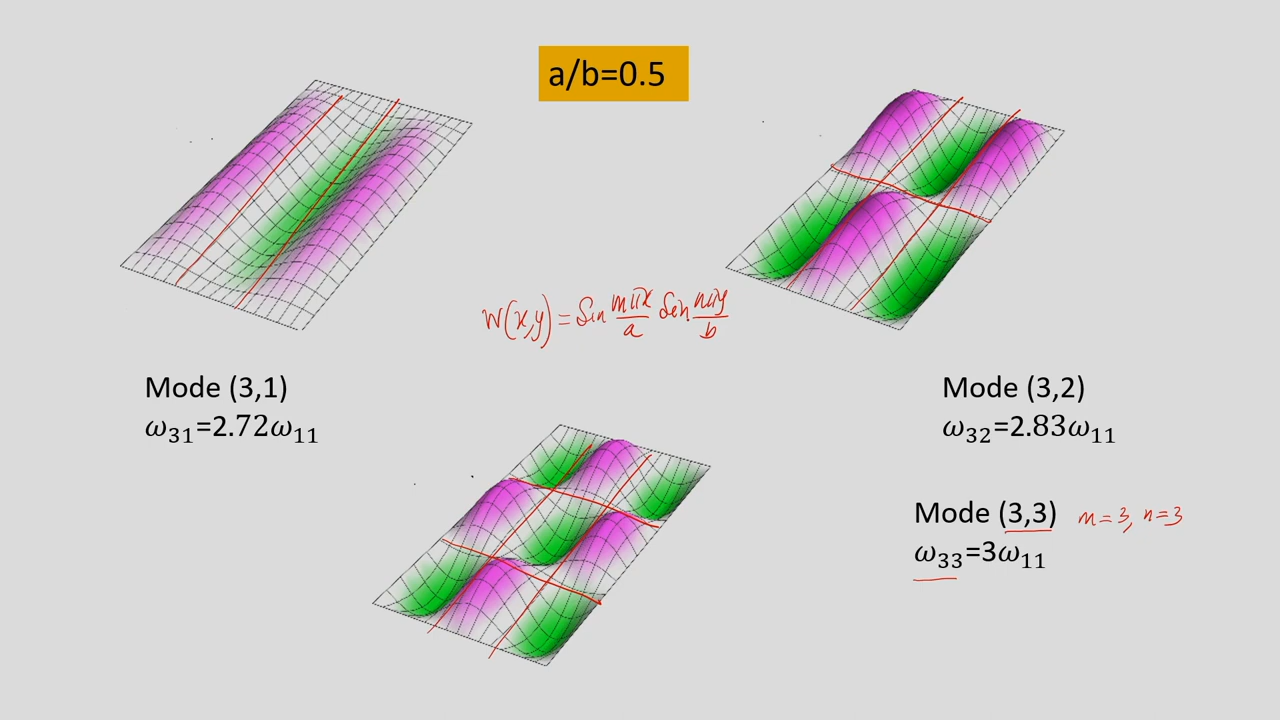 a/b=0.5
W(x,y) = Sin mπx/a Sin nπy/b
Mode (3,1)
ω₃₁=2.72ω₁₁
Mode (3,2)
ω₃₂=2.83ω₁₁
Mode (3,3) m=3, n=3
ω₃₃=3ω₁₁